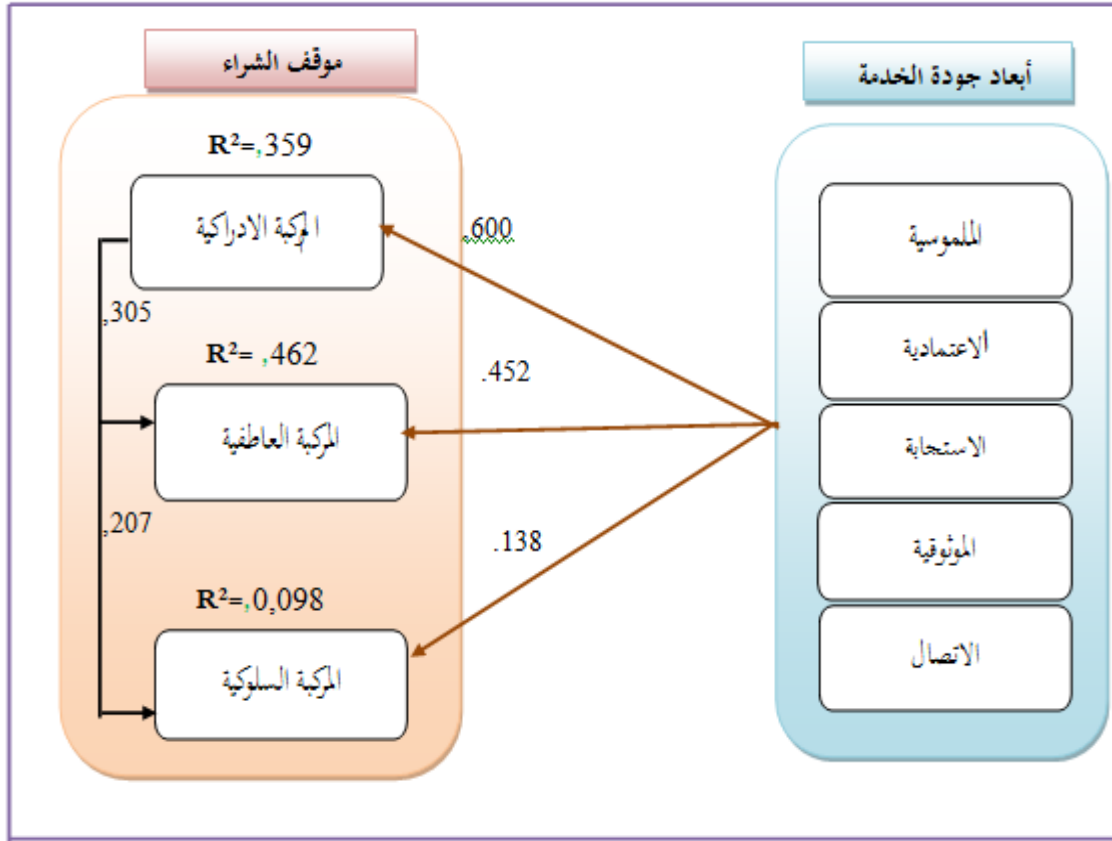 أبعاد جودة الخدمة
الملموسية
ألاعتمادية
الاستجابة
الموثوقية
الاتصال
.600
.452
.138
موقف الشراء
R²=,359
المركبة الادراكية
,305
R²= ,462
المركبة العاطفية
,207
R²=,0,098
المركبة السلوكية